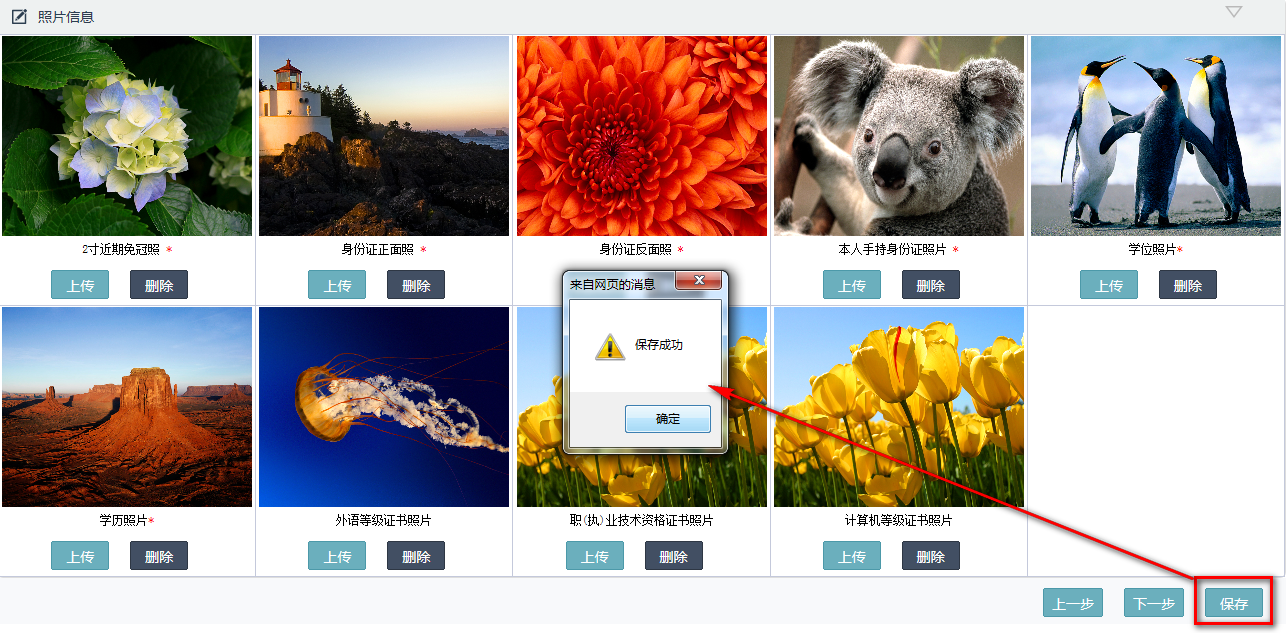 照片信息
2寸近期免冠照 *
身份证正面照 *
身份证反面照 *
本人手持身份证照片 *
学位照片*
上传 删除
上传 删除
来自网页的消息
上传 删除
上传 删除
保存成功
确定
学历照片*
外语等级证书照片
职(执)业技术资格证书照片
计算机等级证书照片
上传 删除
上传 删除
上传 删除
上传 删除
上一步 下一步 保存